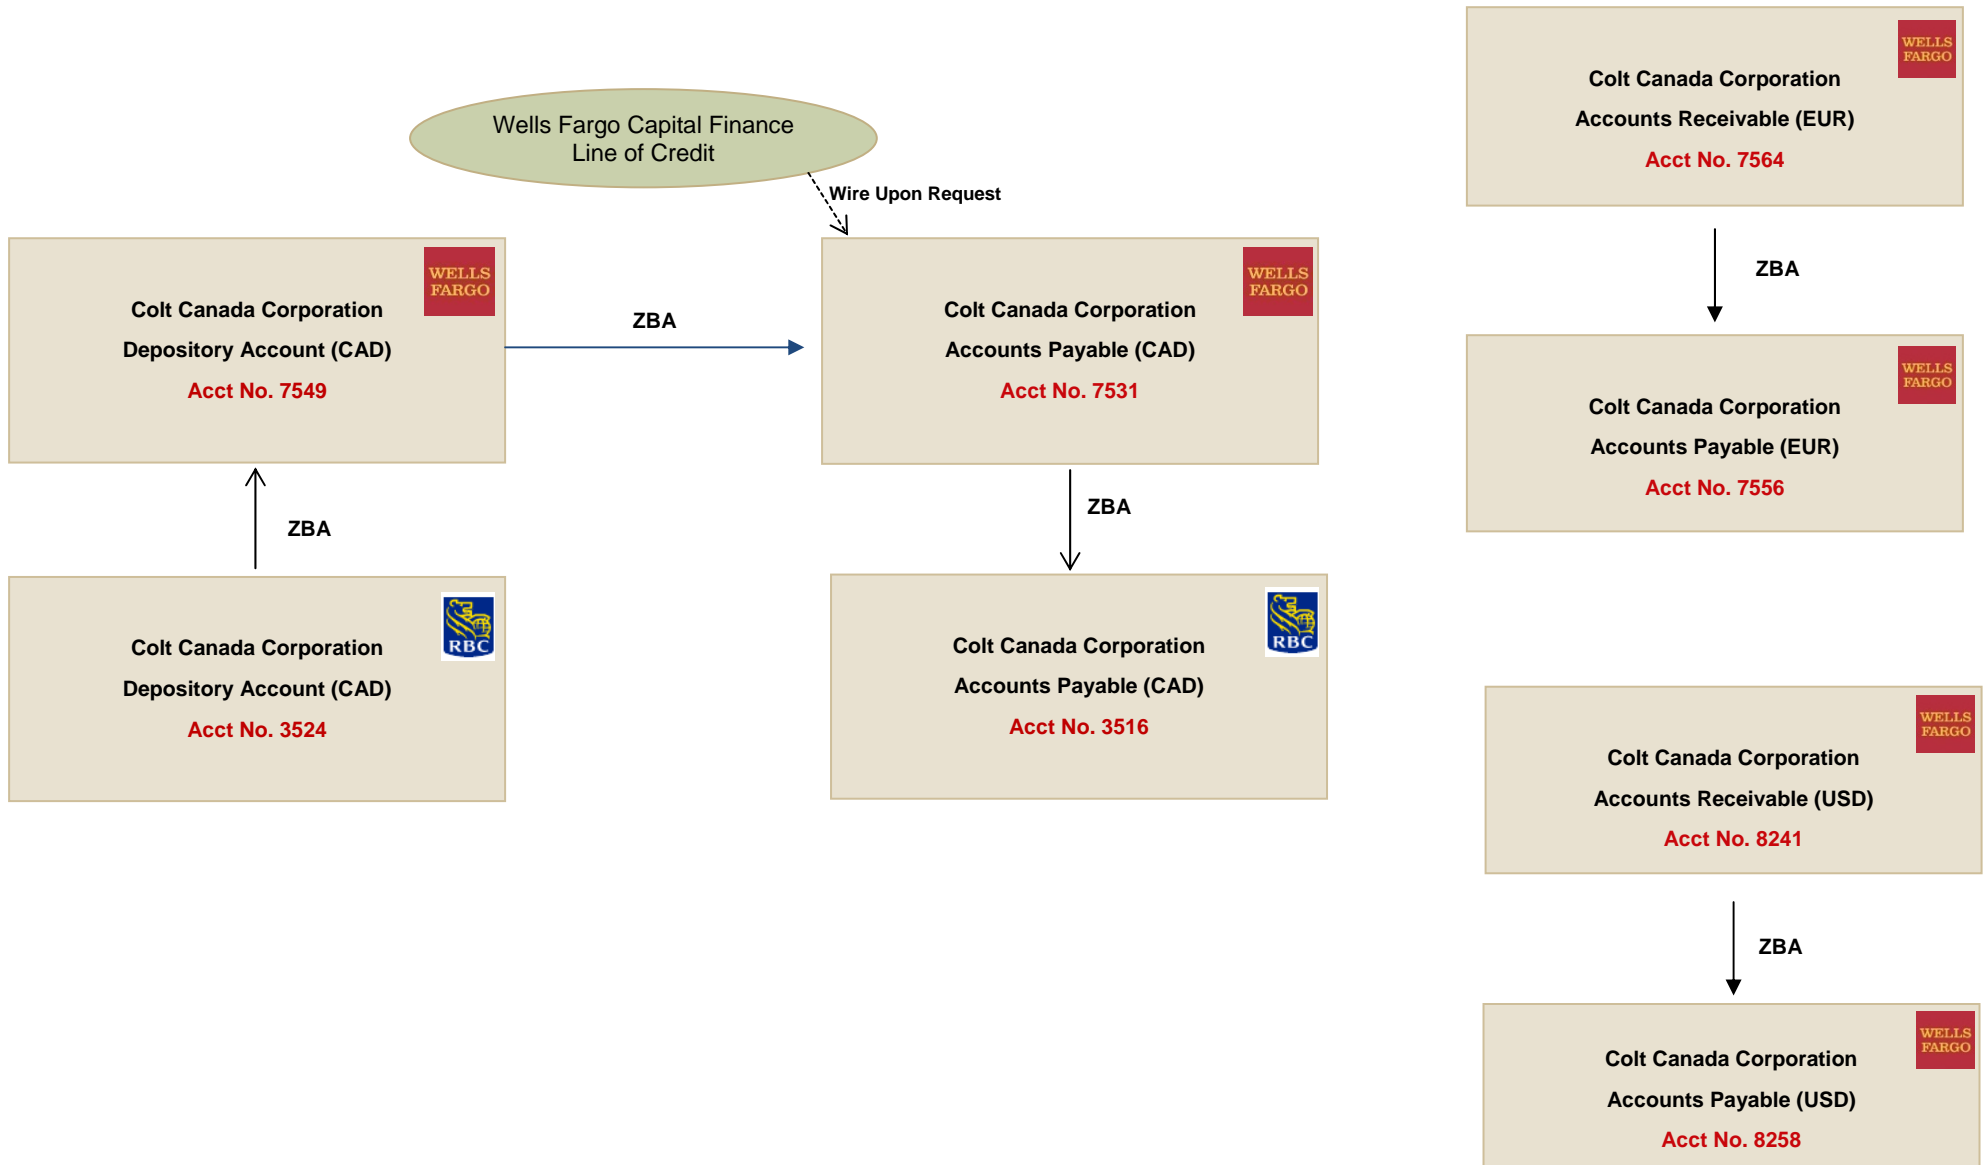 Wells Fargo Capital Finance
Line of Credit
Wire Upon Request
WELLS
FARGO
Colt Canada Corporation
Depository Account (CAD)
Acct No. 7549
ZBA
WELLS
FARGO
Colt Canada Corporation
Accounts Payable (CAD)
Acct No. 7531
ZBA
RBC
Colt Canada Corporation
Depository Account (CAD)
Acct No. 3524
ZBA
RBC
Colt Canada Corporation
Accounts Payable (CAD)
Acct No. 3516
WELLS
FARGO
Colt Canada Corporation
Accounts Receivable (EUR)
Acct No. 7564
ZBA
WELLS
FARGO
Colt Canada Corporation
Accounts Payable (EUR)
Acct No. 7556
WELLS
FARGO
Colt Canada Corporation
Accounts Receivable (USD)
Acct No. 8241
ZBA
WELLS
FARGO
Colt Canada Corporation
Accounts Payable (USD)
Acct No. 8258